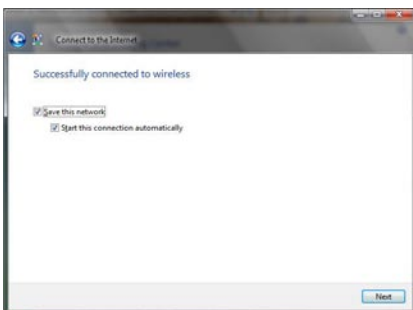 Connect to the Internet
Successfully connected to wireless
Save this network
Start this connection automatically
Next